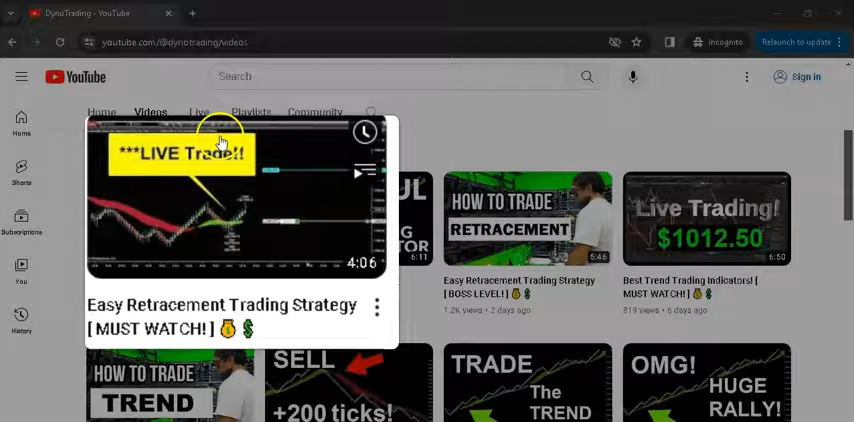 DynoTrading - YouTube
youtube.com/@dynotrading/videos
Incognito
Relaunch to update
YouTube
Search
Sign in
Home
Videos
Live
Playlists
Community
Home
Shorts
Subscriptions
You
History
***LIVE Trade!!
4:06
Easy Retracement Trading Strategy
[ MUST WATCH! ] 💰💲
6:11
HOW TO TRADE
RETRACEMENT
5:46
Easy Retracement Trading Strategy
[ BOSS LEVEL! ] 💰💲
1.2K views • 2 days ago
Live Trading!
$1012.50
6:50
Best Trend Trading Indicators! [
MUST WATCH! ] 💰💲
819 views • 6 days ago
HOW TO TRADE
TREND
SELL
+200 ticks!
TRADE
The
TREND
OMG!
HUGE
RALLY!